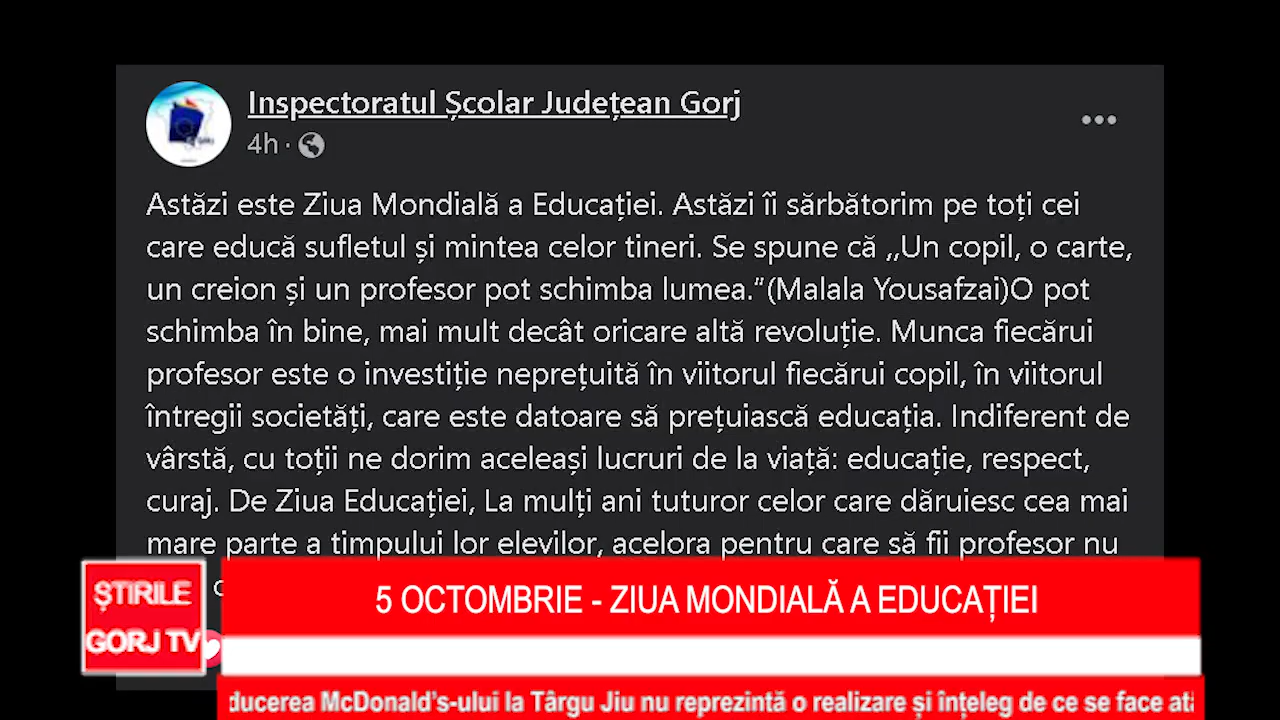 Inspectoratul Școlar Județean Gorj
4h ·
Astăzi este Ziua Mondială a Educației. Astăzi îi sărbătorim pe toți cei
care educă sufletul și mintea celor tineri. Se spune că ,,Un copil, o carte,
un creion și un profesor pot schimba lumea.”(Malala Yousafzai)O pot
schimba în bine, mai mult decât oricare altă revoluție. Munca fiecărui
profesor este o investiție neprețuită în viitorul fiecărui copil, în viitorul
întregii societăți, care este datoare să prețuiască educația. Indiferent de
vârstă, cu toții ne dorim aceleași lucruri de la viață: educație, respect,
curaj. De Ziua Educației, La mulți ani tuturor celor care dăruiesc cea mai
mare parte a timpului lor elevilor, acelora pentru care să fii profesor nu
ȘTIRILE
GORJ TV
5 OCTOMBRIE - ZIUA MONDIALĂ A EDUCAȚIEI
ducerea McDonald's-ului la Târgu Jiu nu reprezintă o realizare și înțeleg de ce se face atâ